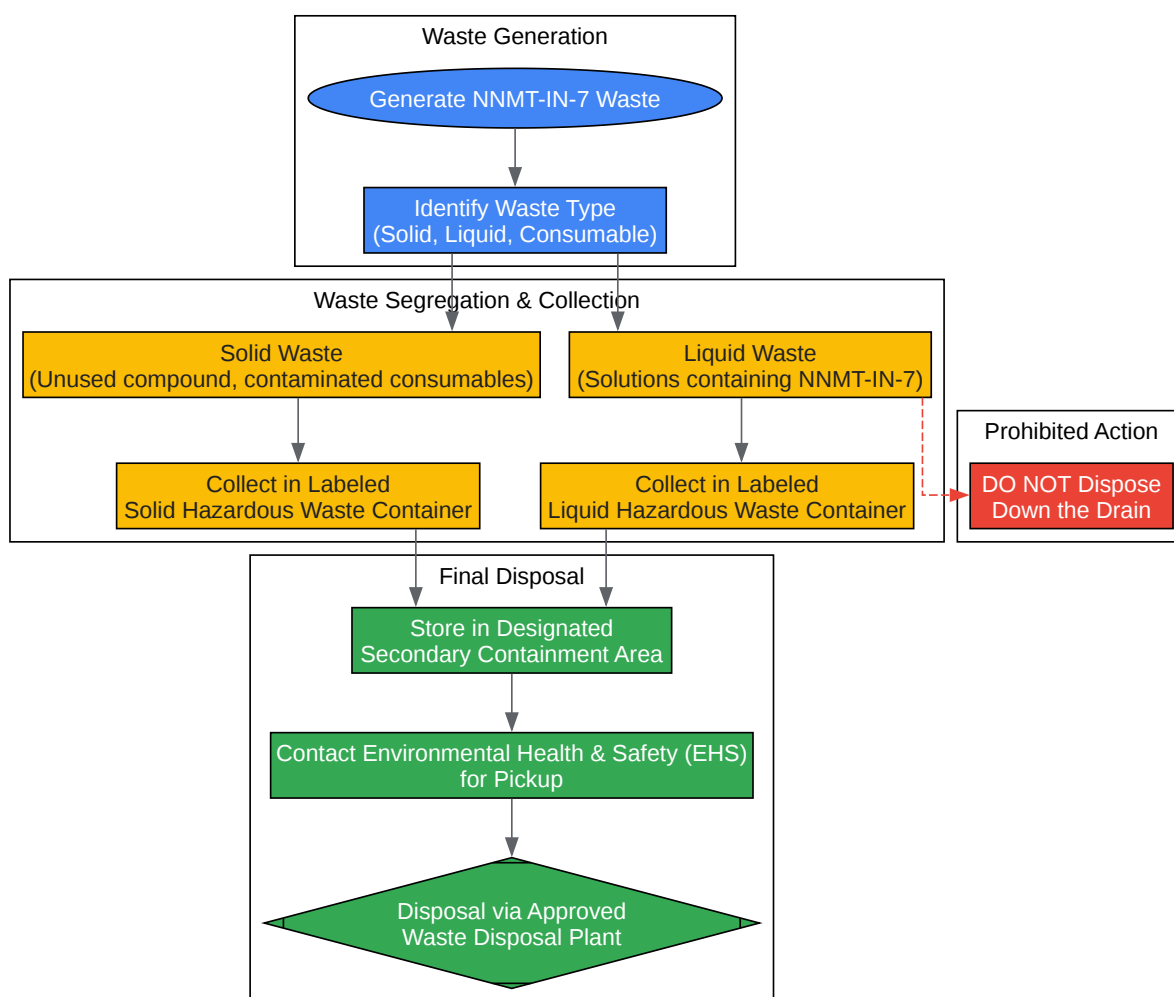 Waste Generation
Generate NNMT-IN-7 Waste
Identify Waste Type
(Solid, Liquid, Consumable)
Waste Segregation & Collection
Solid Waste
(Unused compound, contaminated consumables)
Liquid Waste
(Solutions containing NNMT-IN-7)
Collect in Labeled
Solid Hazardous Waste Container
Collect in Labeled
Liquid Hazardous Waste Container
Prohibited Action
DO NOT Dispose
Down the Drain
Final Disposal
Store in Designated
Secondary Containment Area
Contact Environmental Health & Safety (EHS)
for Pickup
Disposal via Approved
Waste Disposal Plant